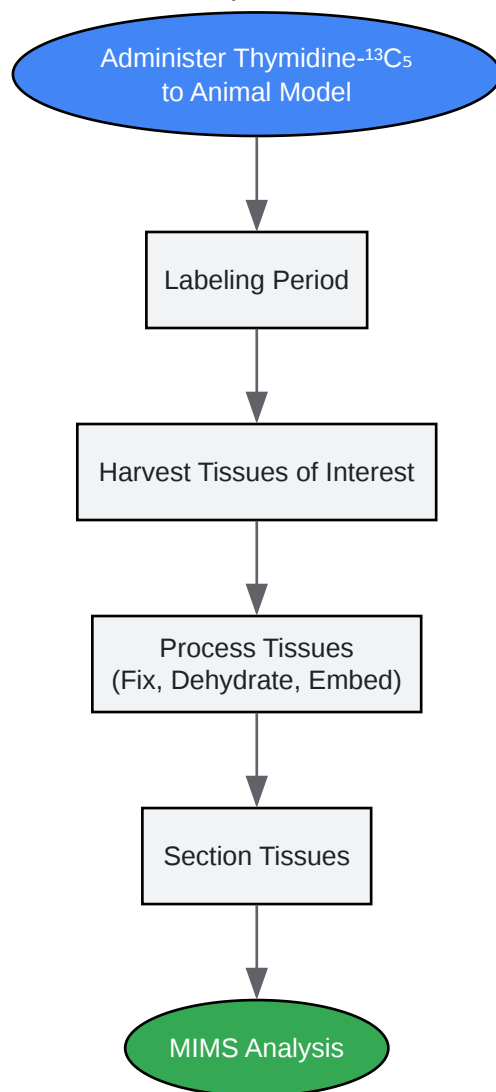 Administer Thymidine-¹³C₅
to Animal Model
Labeling Period
Harvest Tissues of Interest
Process Tissues
(Fix, Dehydrate, Embed)
Section Tissues
MIMS Analysis